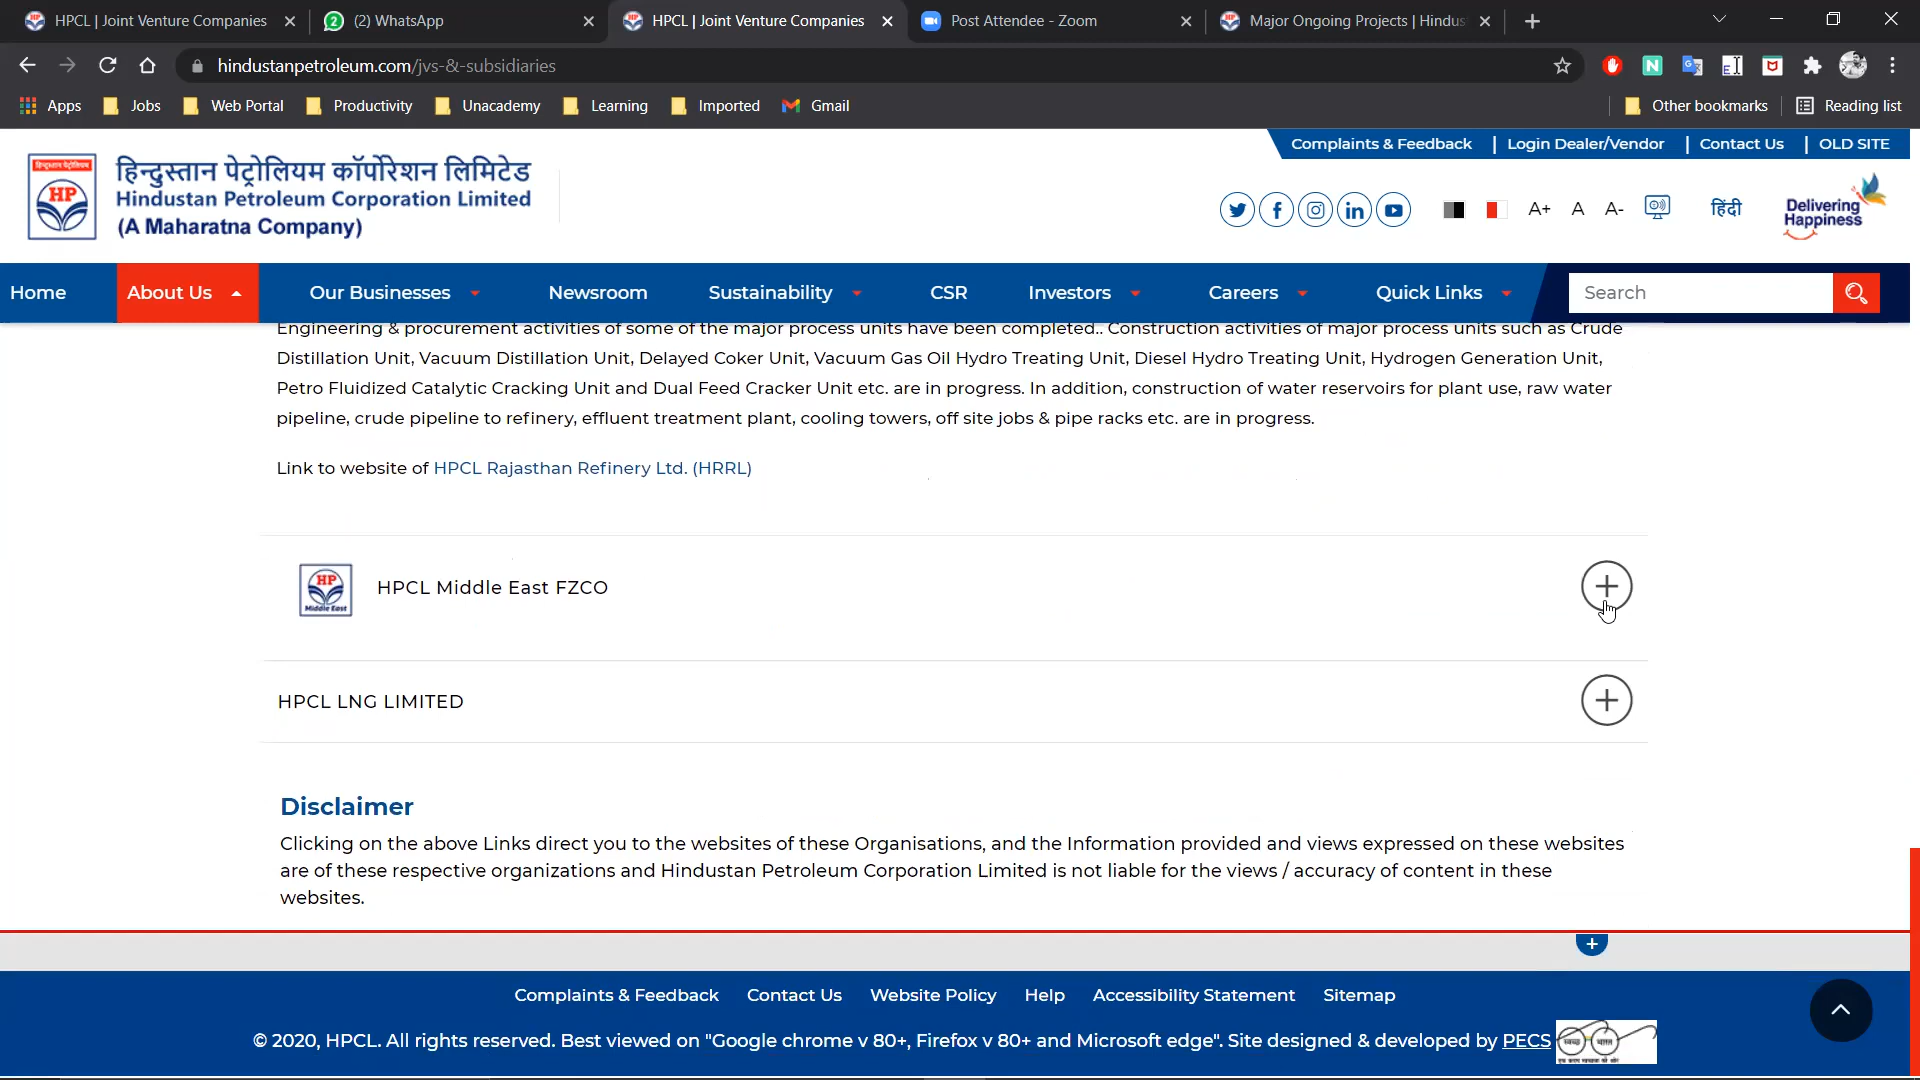 HPCL | Joint Venture Companies
(2) WhatsApp
HPCL | Joint Venture Companies
Post Attendee - Zoom
Major Ongoing Projects | Hindus
hindustanpetroleum.com/jvs-&-subsidiaries
Apps
Jobs
Web Portal
Productivity
Unacademy
Learning
Imported
Gmail
Other bookmarks
Reading list
Complaints & Feedback | Login Dealer/Vendor | Contact Us | OLD SITE
हिन्दुस्तान पेट्रोलियम
HP
हिन्दुस्तान पेट्रोलियम कॉर्पोरेशन लिमिटेड
Hindustan Petroleum Corporation Limited
(A Maharatna Company)
A+ A A-
हिंदी
Delivering
Happiness
Home
About Us
Our Businesses
Newsroom
Sustainability
CSR
Investors
Careers
Quick Links
Search
Engineering & procurement activities of some of the major process units have been completed.. Construction activities of major process units such as Crude
Distillation Unit, Vacuum Distillation Unit, Delayed Coker Unit, Vacuum Gas Oil Hydro Treating Unit, Diesel Hydro Treating Unit, Hydrogen Generation Unit,
Petro Fluidized Catalytic Cracking Unit and Dual Feed Cracker Unit etc. are in progress. In addition, construction of water reservoirs for plant use, raw water
pipeline, crude pipeline to refinery, effluent treatment plant, cooling towers, off site jobs & pipe racks etc. are in progress.
Link to website of HPCL Rajasthan Refinery Ltd. (HRRL)
HP
Middle East
HPCL Middle East FZCO
HPCL LNG LIMITED
Disclaimer
Clicking on the above Links direct you to the websites of these Organisations, and the Information provided and views expressed on these websites
are of these respective organizations and Hindustan Petroleum Corporation Limited is not liable for the views / accuracy of content in these
websites.
Complaints & Feedback
Contact Us
Website Policy
Help
Accessibility Statement
Sitemap
© 2020, HPCL. All rights reserved. Best viewed on "Google chrome v 80+, Firefox v 80+ and Microsoft edge". Site designed & developed by PECS
स्वच्छ भारत